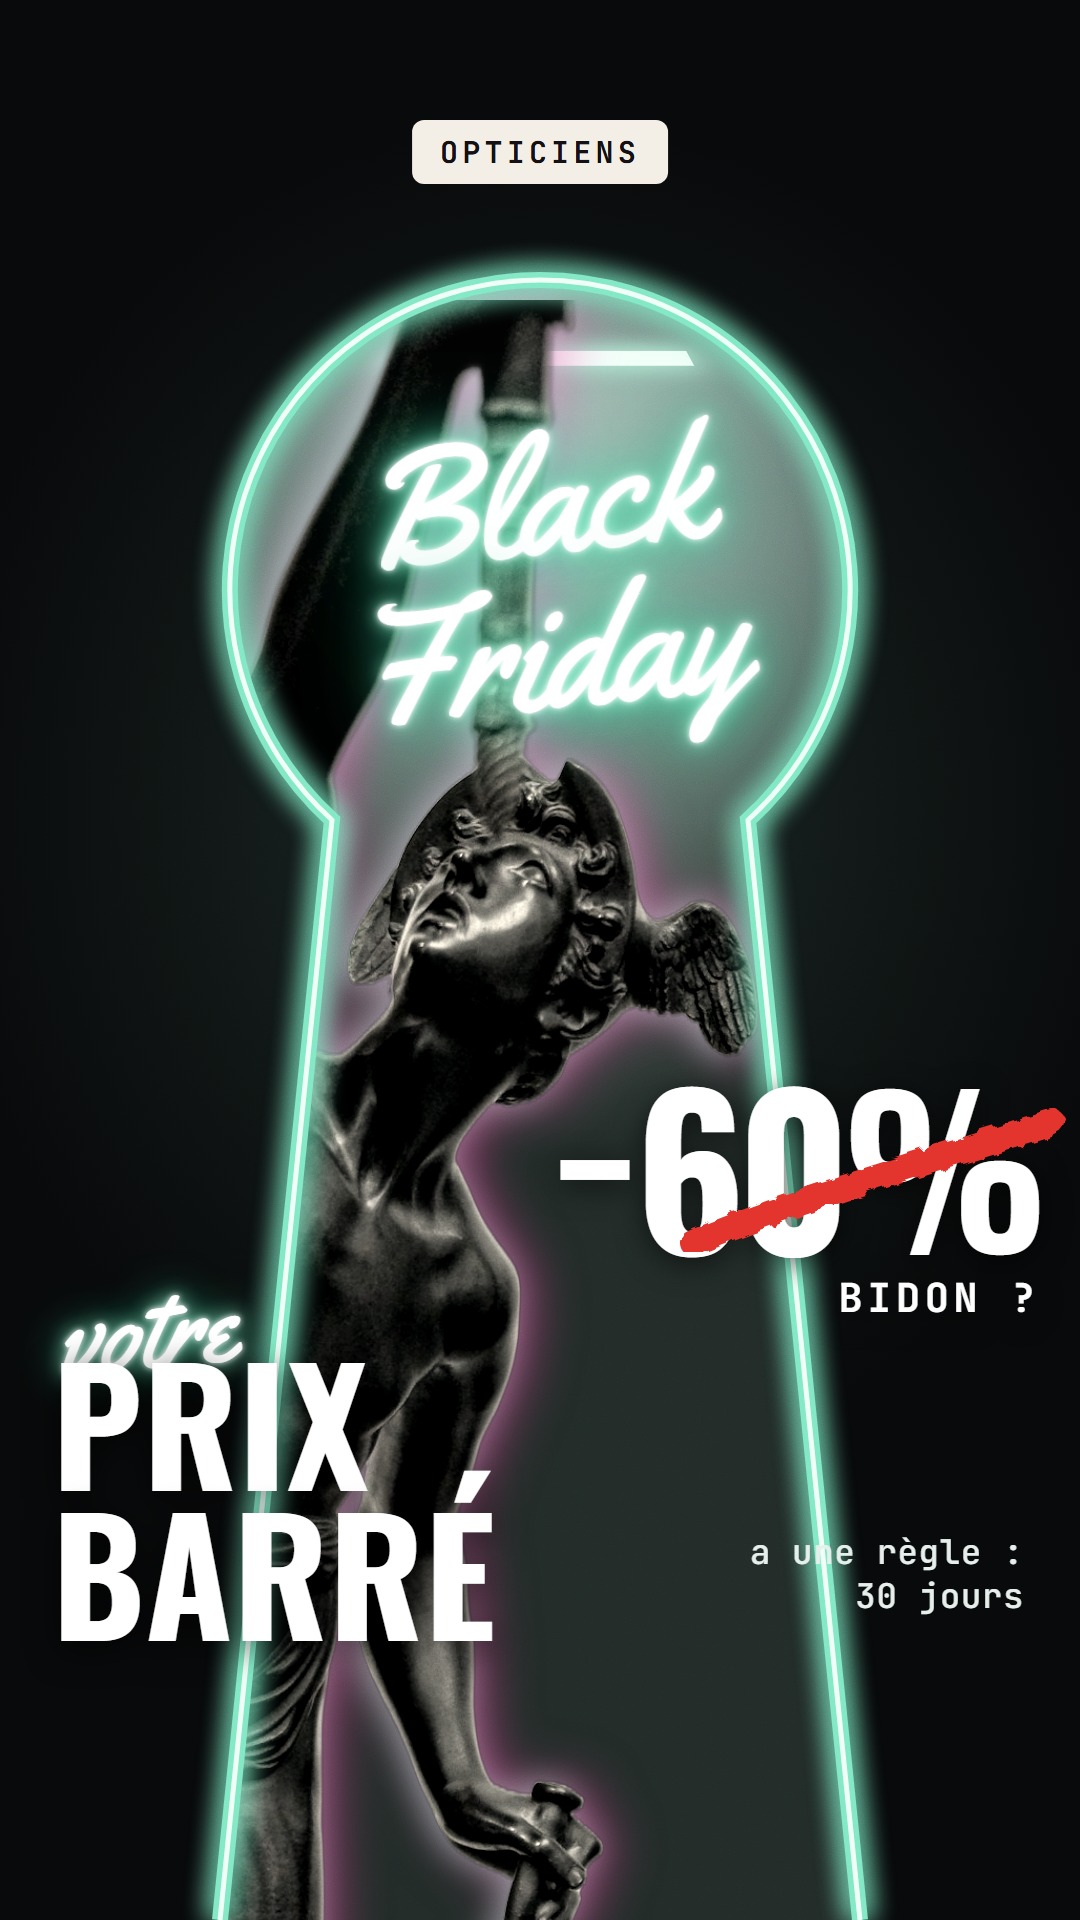 OPTICIENS
Black
Friday
-60%
BIDON ?
votre
PRIX
BARRÉ
a une règle :
30 jours